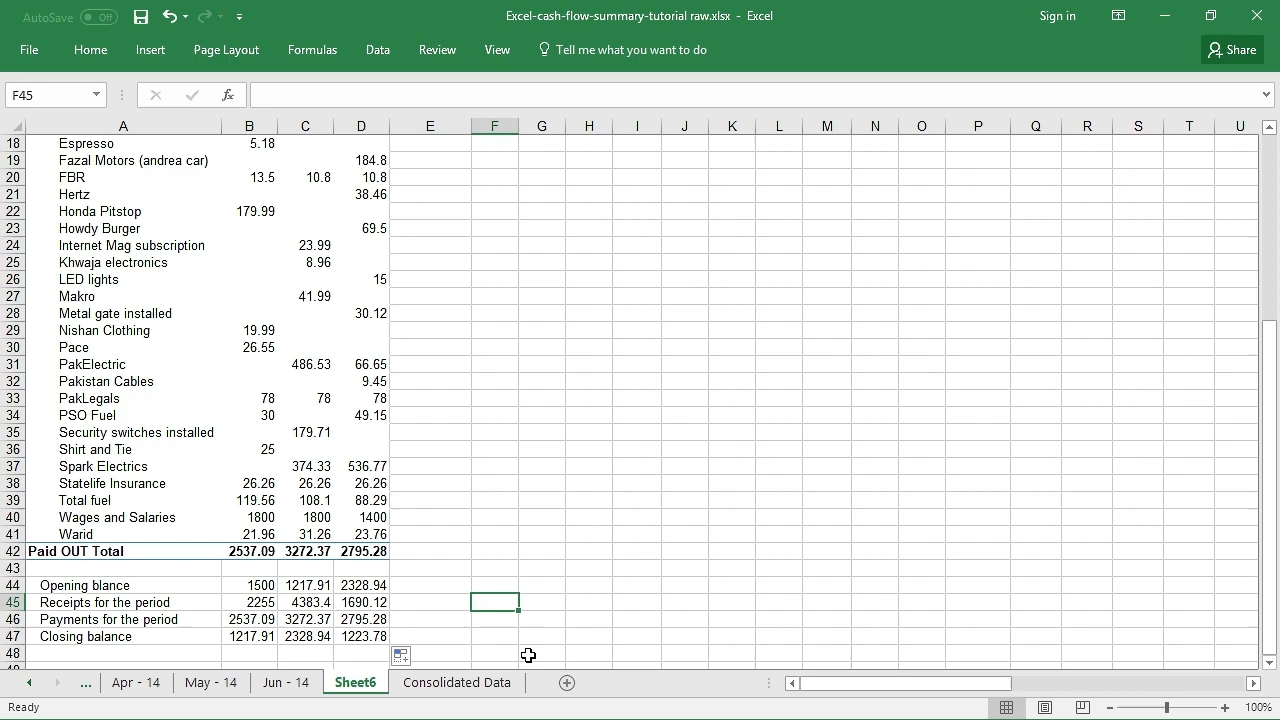 AutoSave Off Excel-cash-flow-summary-tutorial raw.xlsx - Excel Sign in
File Home Insert Page Layout Formulas Data Review View Tell me what you want to do Share
F45 fx
A B C D E F G H I J K L M N O P Q R S T U
18 Espresso 5.18
19 Fazal Motors (andrea car) 184.8
20 FBR 13.5 10.8 10.8
21 Hertz 38.46
22 Honda Pitstop 179.99
23 Howdy Burger 69.5
24 Internet Mag subscription 23.99
25 Khwaja electronics 8.96
26 LED lights 15
27 Makro 41.99
28 Metal gate installed 30.12
29 Nishan Clothing 19.99
30 Pace 26.55
31 PakElectric 486.53 66.65
32 Pakistan Cables 9.45
33 PakLegals 78 78 78
34 PSO Fuel 30 49.15
35 Security switches installed 179.71
36 Shirt and Tie 25
37 Spark Electrics 374.33 536.77
38 Statelife Insurance 26.26 26.26 26.26
39 Total fuel 119.56 108.1 88.29
40 Wages and Salaries 1800 1800 1400
41 Warid 21.96 31.26 23.76
42 Paid OUT Total 2537.09 3272.37 2795.28
43
44 Opening blance 1500 1217.91 2328.94
45 Receipts for the period 2255 4383.4 1690.12
46 Payments for the period 2537.09 3272.37 2795.28
47 Closing balance 1217.91 2328.94 1223.78
48
... Apr - 14 May - 14 Jun - 14 Sheet6 Consolidated Data
Ready 100%